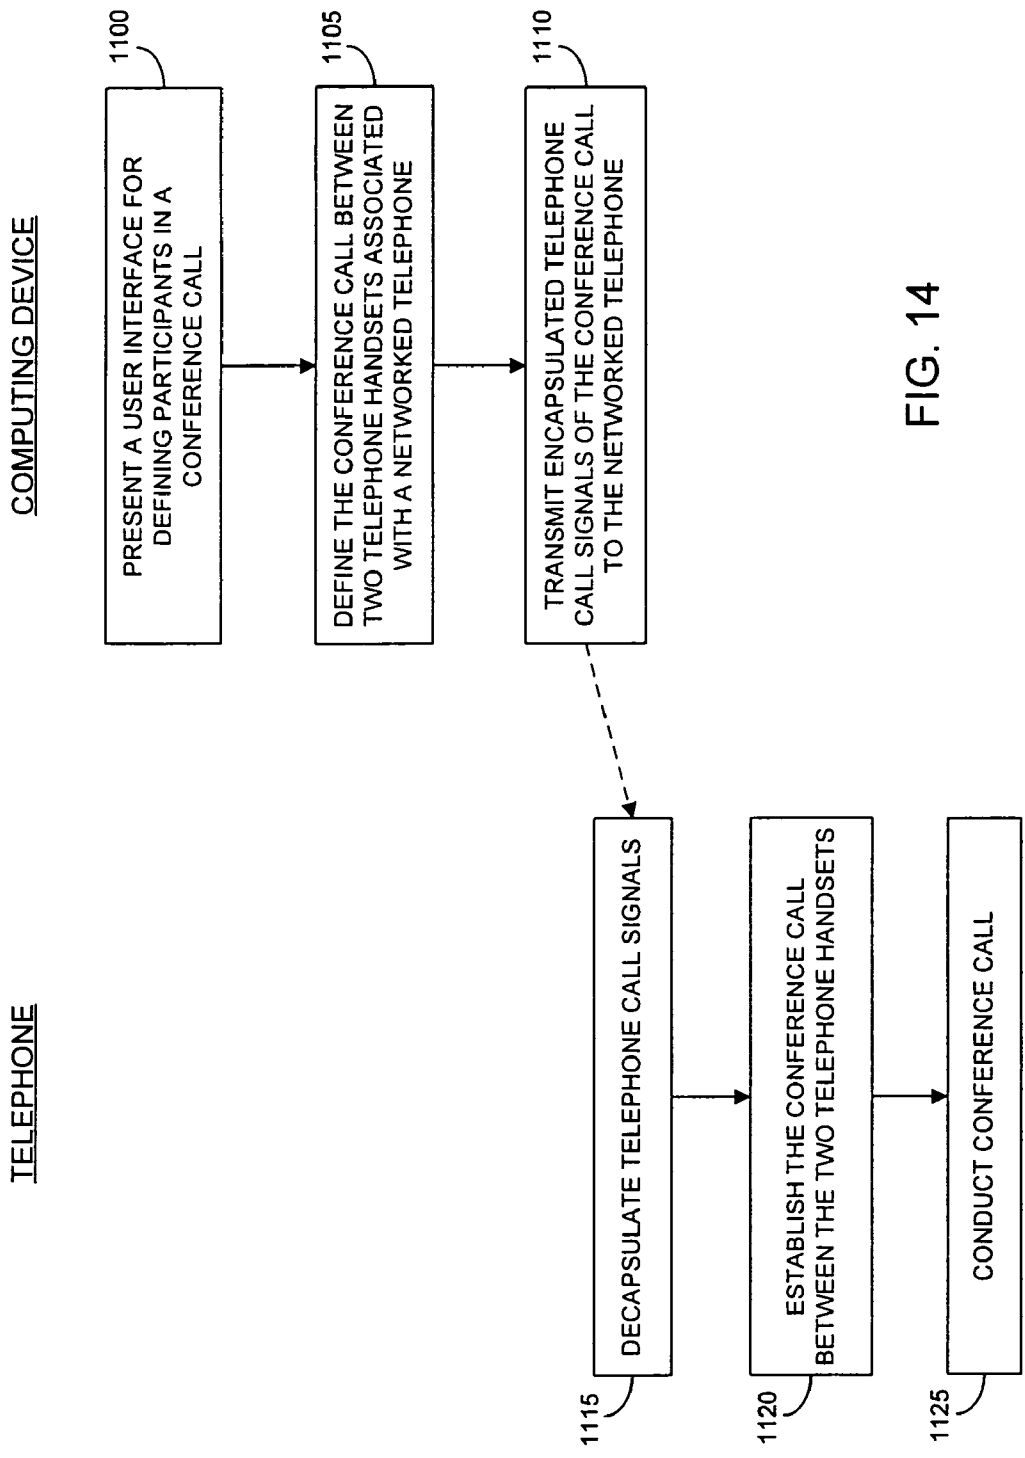 TELEPHONE
COMPUTING DEVICE
1100
PRESENT A USER INTERFACE FOR
DEFINING PARTICIPANTS IN A
CONFERENCE CALL
1105
DEFINE THE CONFERENCE CALL BETWEEN
TWO TELEPHONE HANDSETS ASSOCIATED
WITH A NETWORKED TELEPHONE
1110
TRANSMIT ENCAPSULATED TELEPHONE
CALL SIGNALS OF THE CONFERENCE CALL
TO THE NETWORKED TELEPHONE
1115
DECAPSULATE TELEPHONE CALL SIGNALS
1120
ESTABLISH THE CONFERENCE CALL
BETWEEN THE TWO TELEPHONE HANDSETS
1125
CONDUCT CONFERENCE CALL
FIG. 14